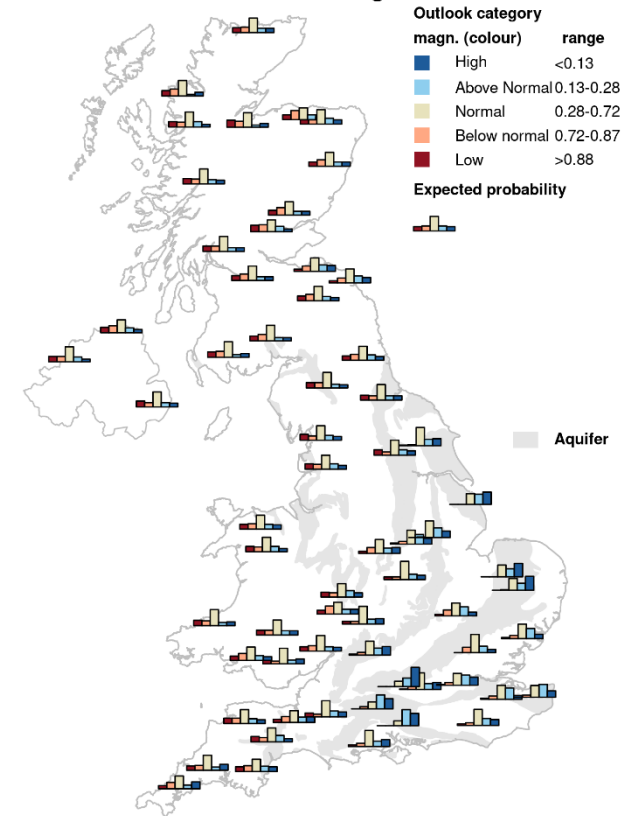 Outlook category
magn. (colour) range
High <0.13
Above Normal 0.13-0.28
Normal 0.28-0.72
Below normal 0.72-0.87
Low >0.88
Expected probability
Aquifer